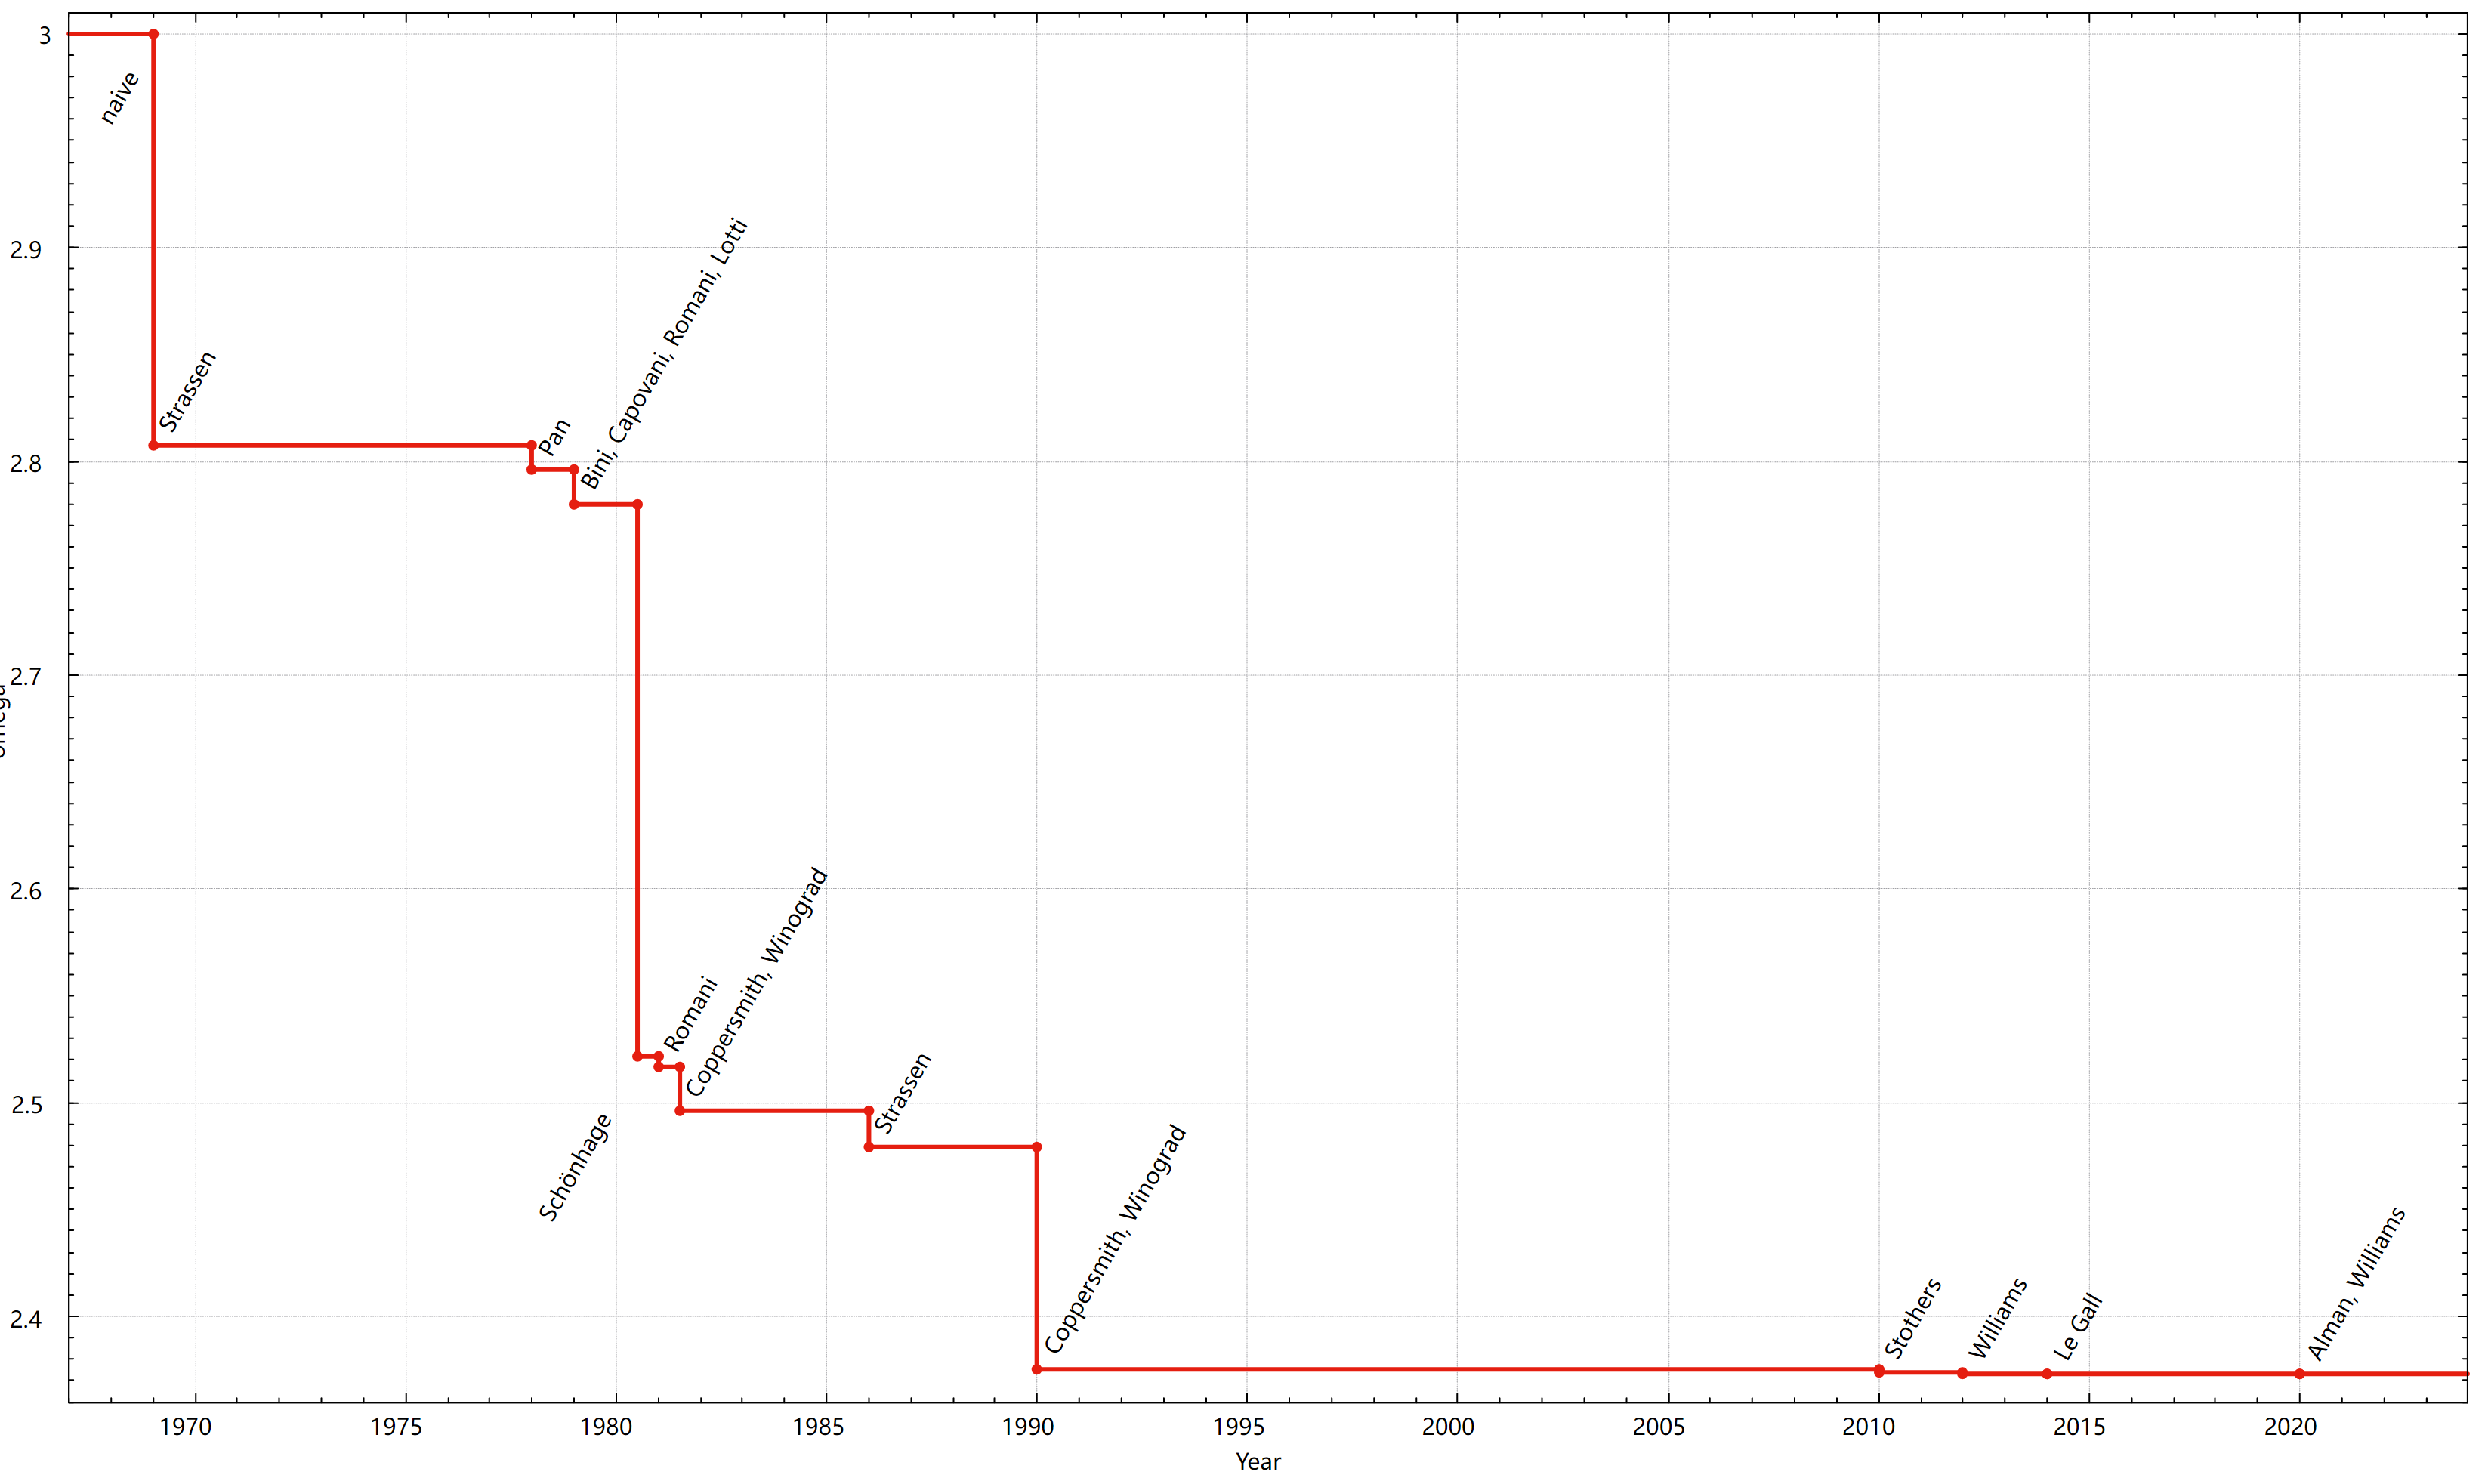 3
naive
2.9
Bini, Capovani, Romani, Lotti
Strassen
Pan
2.8
2.7
2.6
Coppersmith, Winograd
Romani
2.5
Strassen
Schönhage
Coppersmith, Winograd
2.4
Stothers
Williams
Le Gall
Alman, Williams
1970 1975 1980 1985 1990 1995 2000 2005 2010 2015 2020
Year